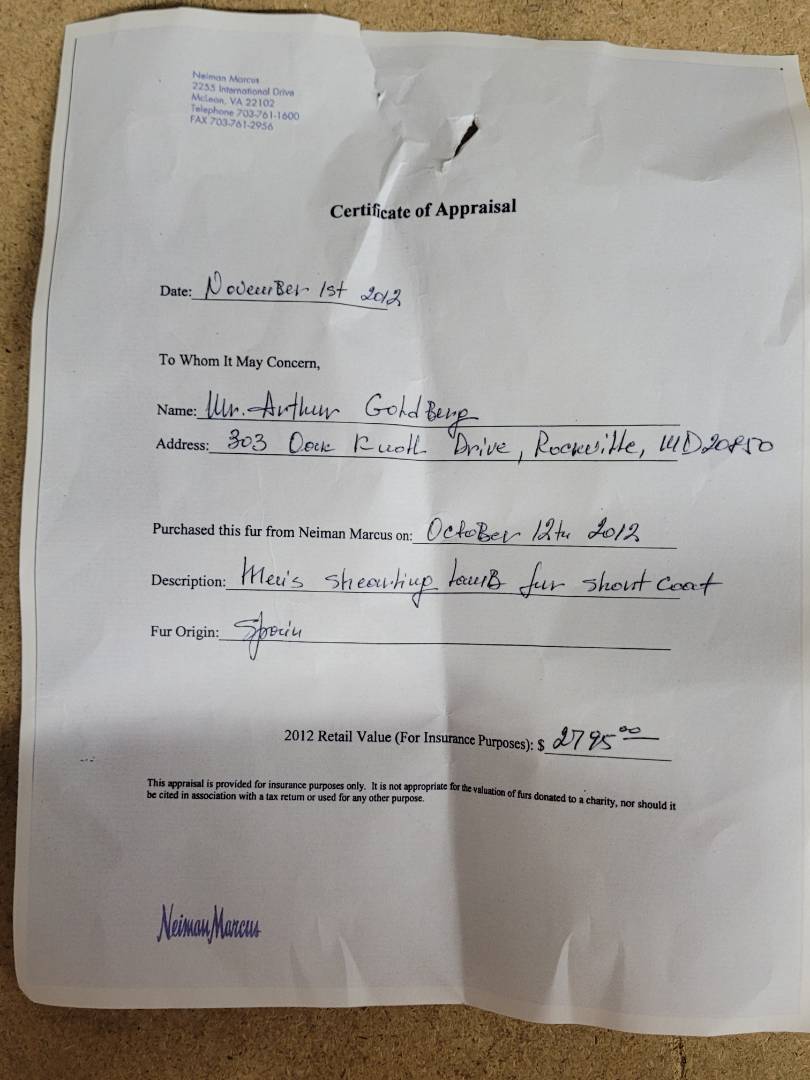 Neiman Marcus
2255 International Drive
McLean, VA 22102
Telephone 703-761-1600
FAX 703-761-2956
Certificate of Appraisal
Date: November 1st 2012
To Whom It May Concern,
Name: Mr. Arthur GoldBerg
Address: 303 Knoll Drive, Rockville, MD 20850
Purchased this fur from Neiman Marcus on: October 12th 2012
Description: Men's shearling lamB fur short coat
Fur Origin: Spain
2012 Retail Value (For Insurance Purposes): $ 2795 00
This appraisal is provided for insurance purposes only. It is not appropriate for the valuation of furs donated to a charity, nor should it
be cited in association with a tax return or used for any other purpose.
Neiman Marcus